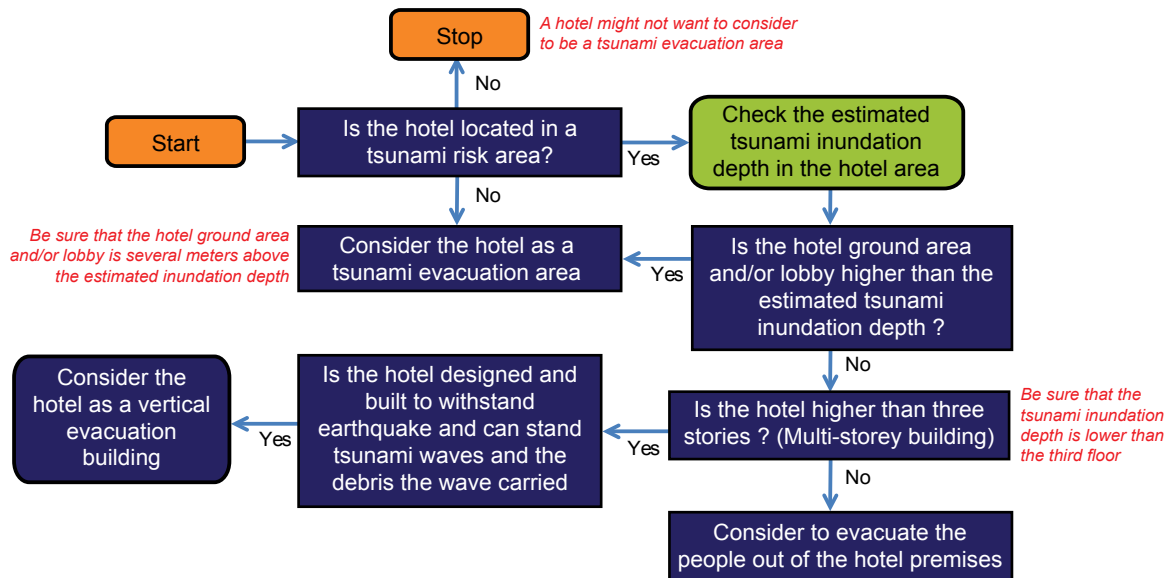 Stop
A hotel might not want to consider
to be a tsunami evacuation area
No
Start
Is the hotel located in a
tsunami risk area?
Yes
Check the estimated
tsunami inundation
depth in the hotel area
No
Be sure that the hotel ground area
and/or lobby is several meters above
the estimated inundation depth
Consider the hotel as a
tsunami evacuation area
Yes
Is the hotel ground area
and/or lobby higher than the
estimated tsunami
inundation depth ?
No
Consider the
hotel as a vertical
evacuation
building
Yes
Is the hotel designed and
built to withstand
earthquake and can stand
tsunami waves and the
debris the wave carried
Yes
Is the hotel higher than three
stories ? (Multi-storey building)
Be sure that the
tsunami inundation
depth is lower than
the third floor
No
Consider to evacuate the
people out of the hotel premises